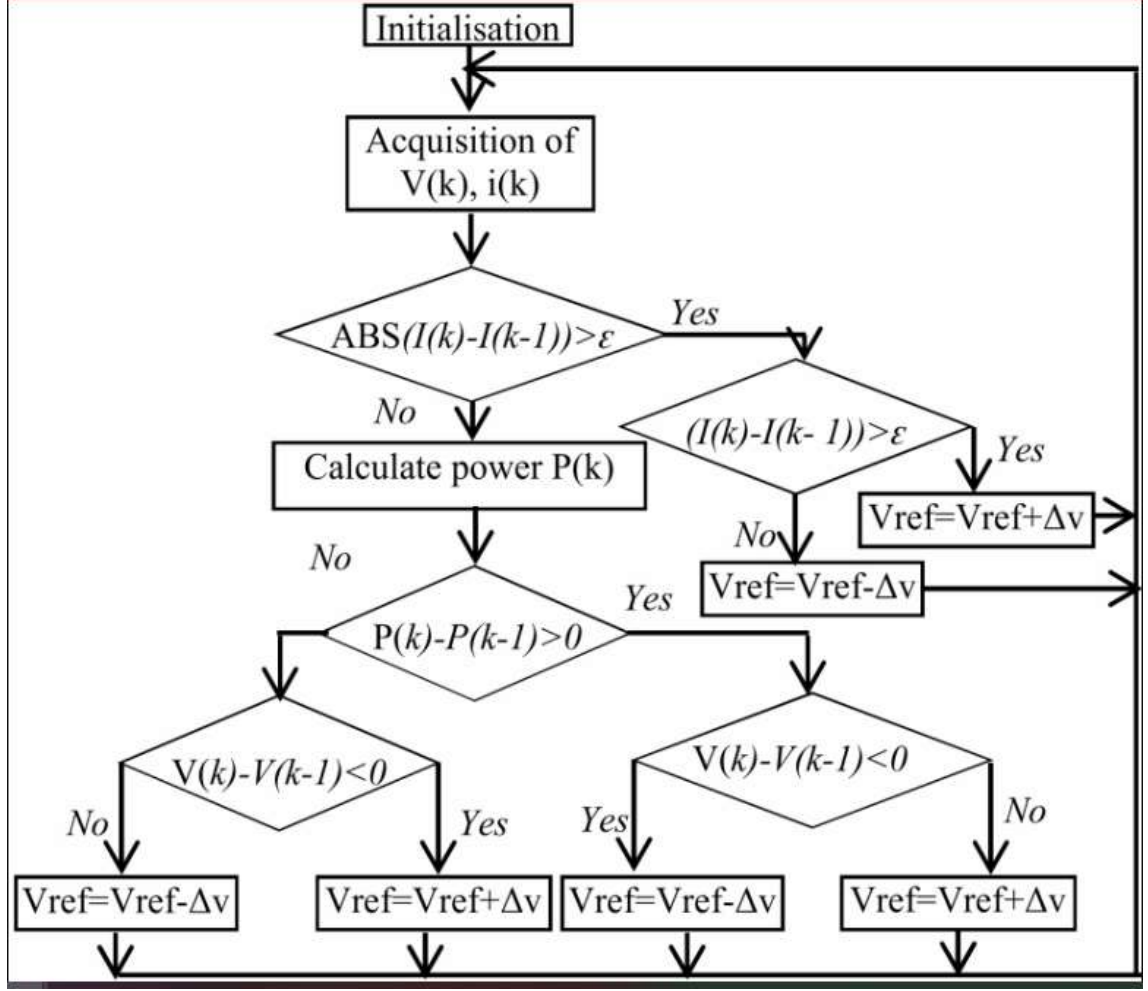 Initialisation
Acquisition of
V(k), i(k)
ABS(I(k)-I(k-1))>ε
Yes
No
(I(k)-I(k- 1))>ε
Yes
Calculate power P(k)
Vref=Vref+Δv
No
Vref=Vref-Δv
No
Yes
P(k)-P(k-1)>0
V(k)-V(k-1)<0
V(k)-V(k-1)<0
No
Yes
Yes
No
Vref=Vref-Δv
Vref=Vref+Δv
Vref=Vref-Δv
Vref=Vref+Δv